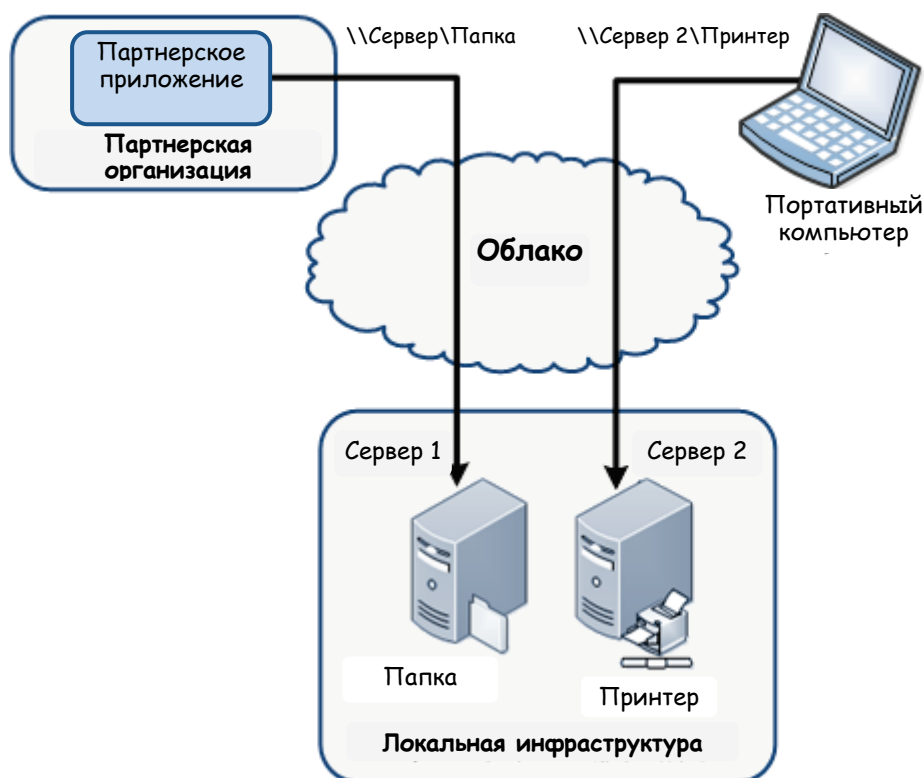 \\Сервер\Папка
\\Сервер 2\Принтер
Партнерское
приложение
Партнерская
организация
Портативный
компьютер
Облако
Сервер 1
Сервер 2
Папка
Принтер
Локальная инфраструктура